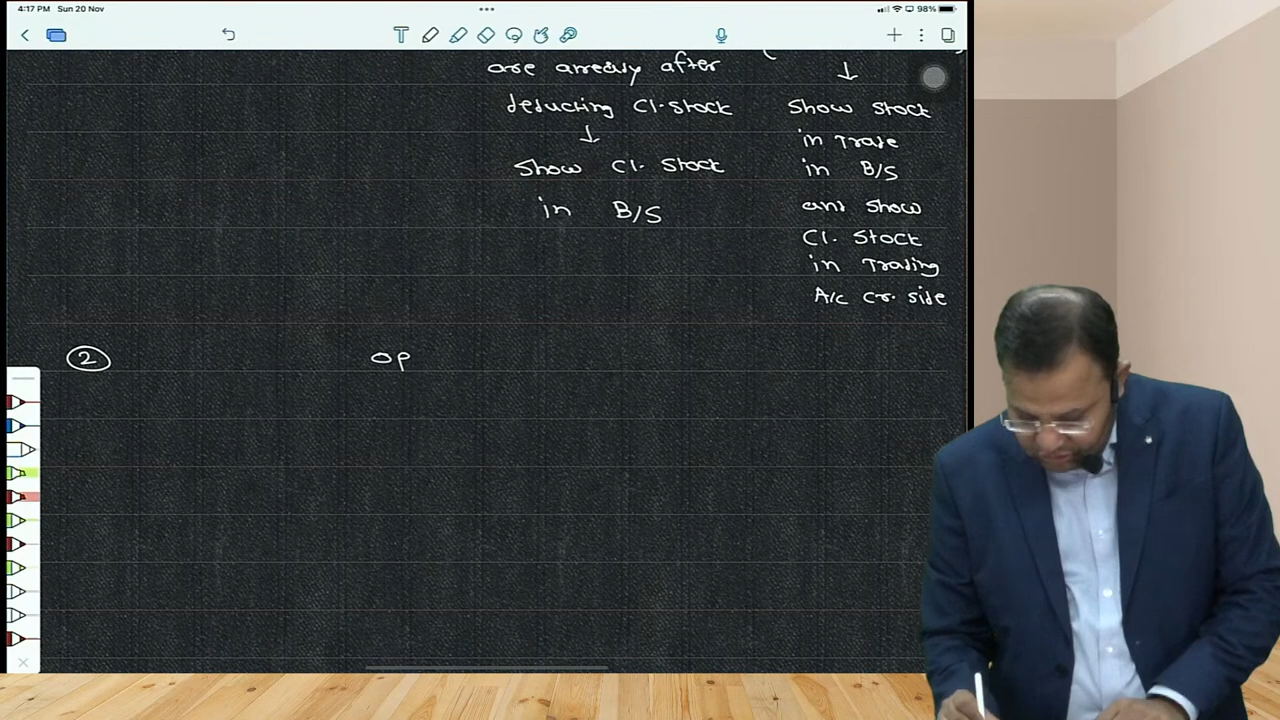 4:17 PM Sun 20 Nov
98%
are already after
deducting Cl. Stock
Show Cl. Stock
in B/S
Show Stock
in Trade
in B/S
and Show
Cl. Stock
in Trading
A/c Cr. side
2
OP